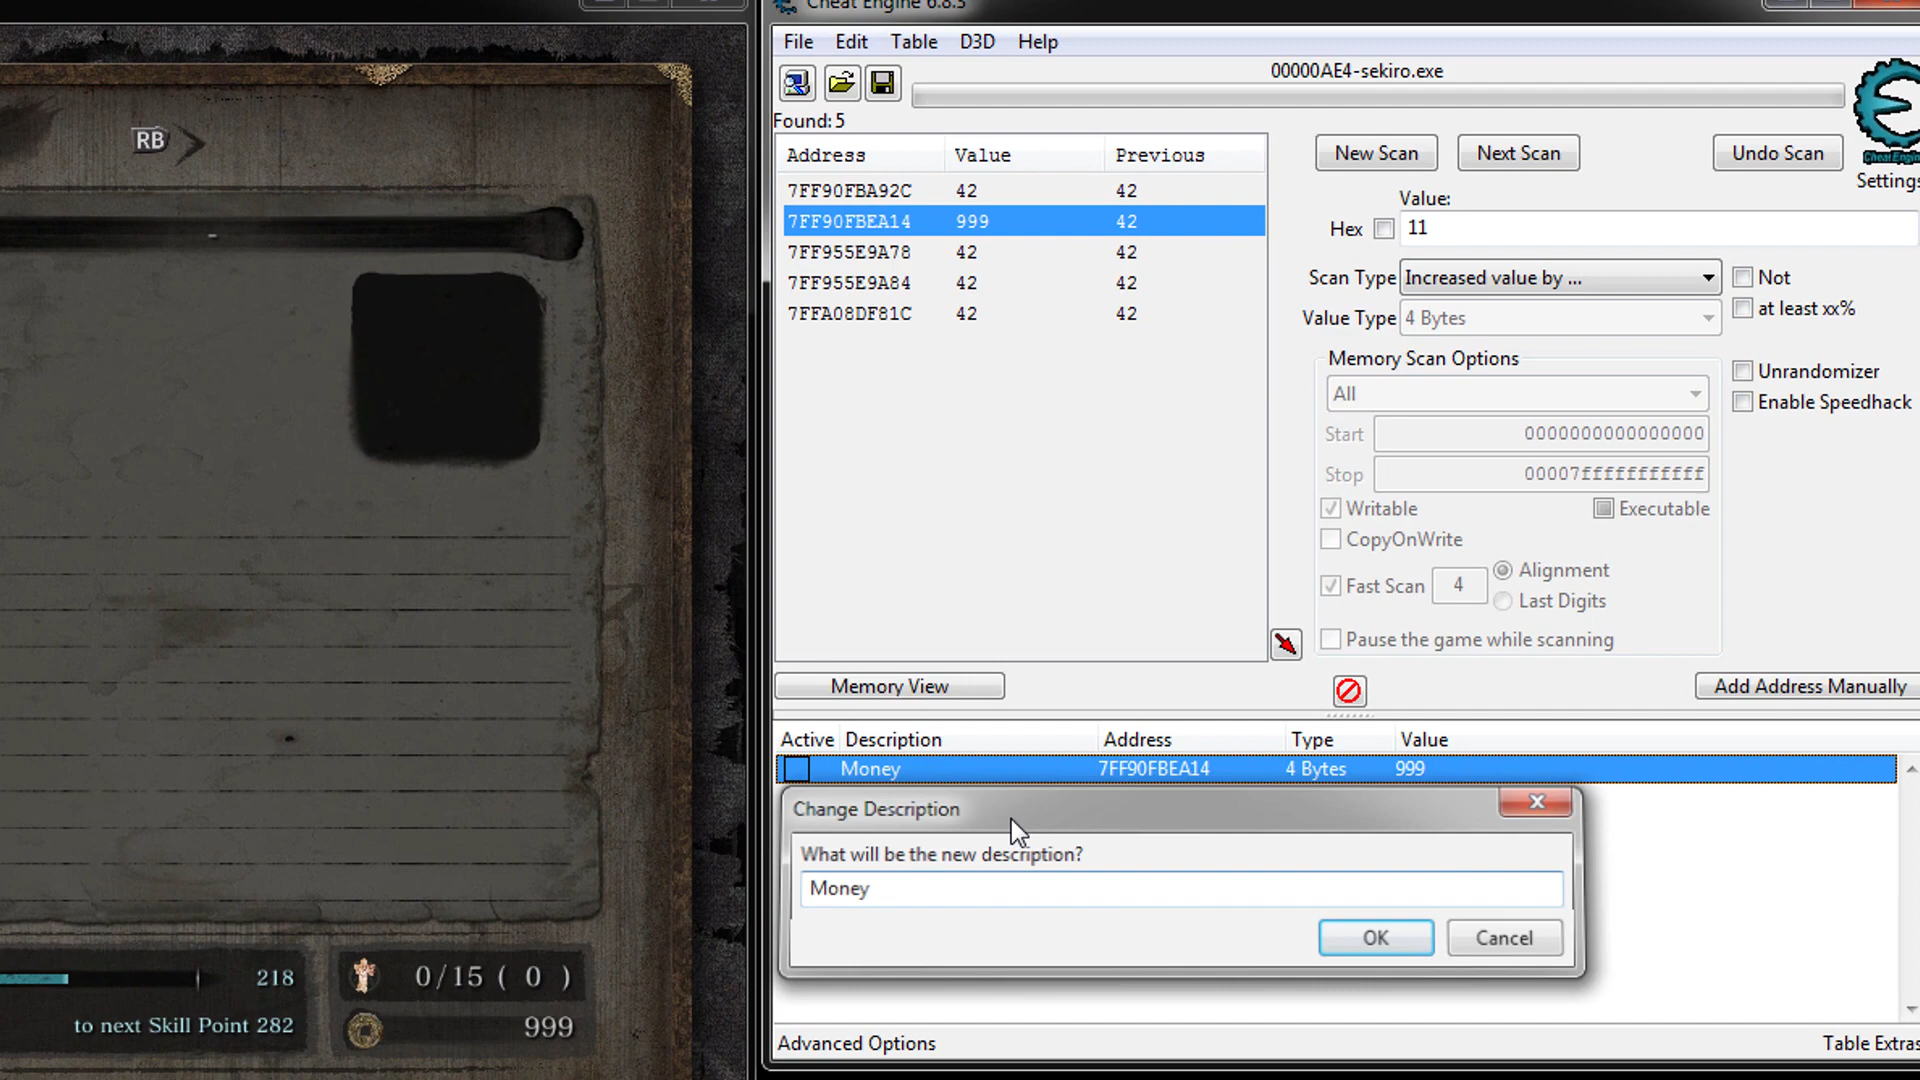 Cheat Engine 6.8.3
File Edit Table D3D Help
00000AE4-sekiro.exe
Found: 5
Address Value Previous
7FF90FBA92C 42 42
7FF90FBEA14 999 42
7FF955E9A78 42 42
7FF955E9A84 42 42
7FFA08DF81C 42 42
New Scan Next Scan Undo Scan
Cheat Engine
Settings
Value:
Hex 11
Scan Type Increased value by ... Not
Value Type 4 Bytes at least xx%
Memory Scan Options
All
Unrandomizer
Enable Speedhack
Start 0000000000000000
Stop 00007fffffffffff
Writable Executable
CopyOnWrite
Fast Scan 4 Alignment
Last Digits
Pause the game while scanning
Memory View Add Address Manually
Active Description Address Type Value
Money 7FF90FBEA14 4 Bytes 999
Change Description
What will be the new description?
Money
OK Cancel
Advanced Options Table Extras
RB
218
to next Skill Point 282
0/15 ( 0 )
999